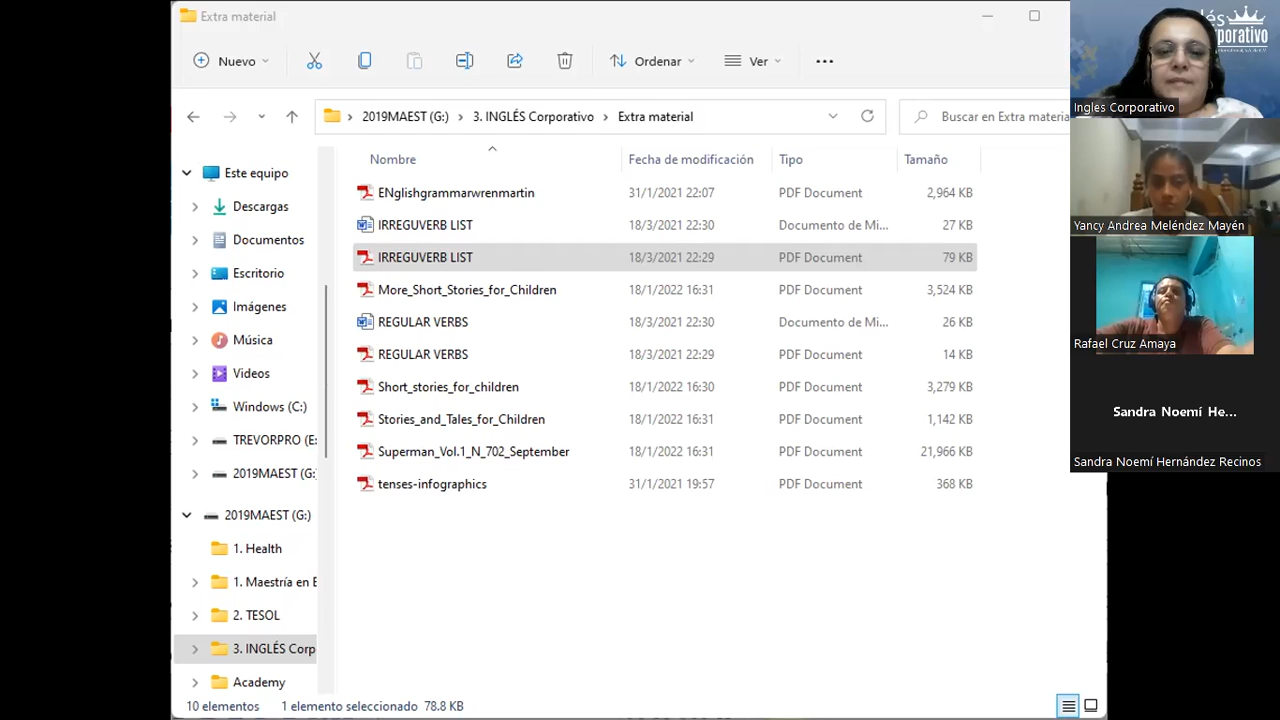 Extra material
Nuevo
Ordenar
Ver
2019MAEST (G:) > 3. INGLÉS Corporativo > Extra material
Buscar en Extra materia
Nombre Fecha de modificación Tipo Tamaño
ENglishgrammarwrenmartin 31/1/2021 22:07 PDF Document 2,964 KB
IRREGUVERB LIST 18/3/2021 22:30 Documento de Mi... 27 KB
IRREGUVERB LIST 18/3/2021 22:29 PDF Document 79 KB
More_Short_Stories_for_Children 18/1/2022 16:31 PDF Document 3,524 KB
REGULAR VERBS 18/3/2021 22:30 Documento de Mi... 26 KB
REGULAR VERBS 18/3/2021 22:29 PDF Document 14 KB
Short_stories_for_children 18/1/2022 16:30 PDF Document 3,279 KB
Stories_and_Tales_for_Children 18/1/2022 16:31 PDF Document 1,142 KB
Superman_Vol.1_N_702_September 18/1/2022 16:31 PDF Document 21,966 KB
tenses-infographics 31/1/2021 19:57 PDF Document 368 KB
Este equipo
Descargas
Documentos
Escritorio
Imágenes
Música
Videos
Windows (C:)
TREVORPRO (E:
2019MAEST (G:
2019MAEST (G:)
1. Health
1. Maestría en E
2. TESOL
3. INGLÉS Corp
Academy
10 elementos 1 elemento seleccionado 78.8 KB
és
orporativo
Ingles Corporativo
Yancy Andrea Meléndez Mayén
Rafael Cruz Amaya
Sandra Noemí He...
Sandra Noemí Hernández Recinos